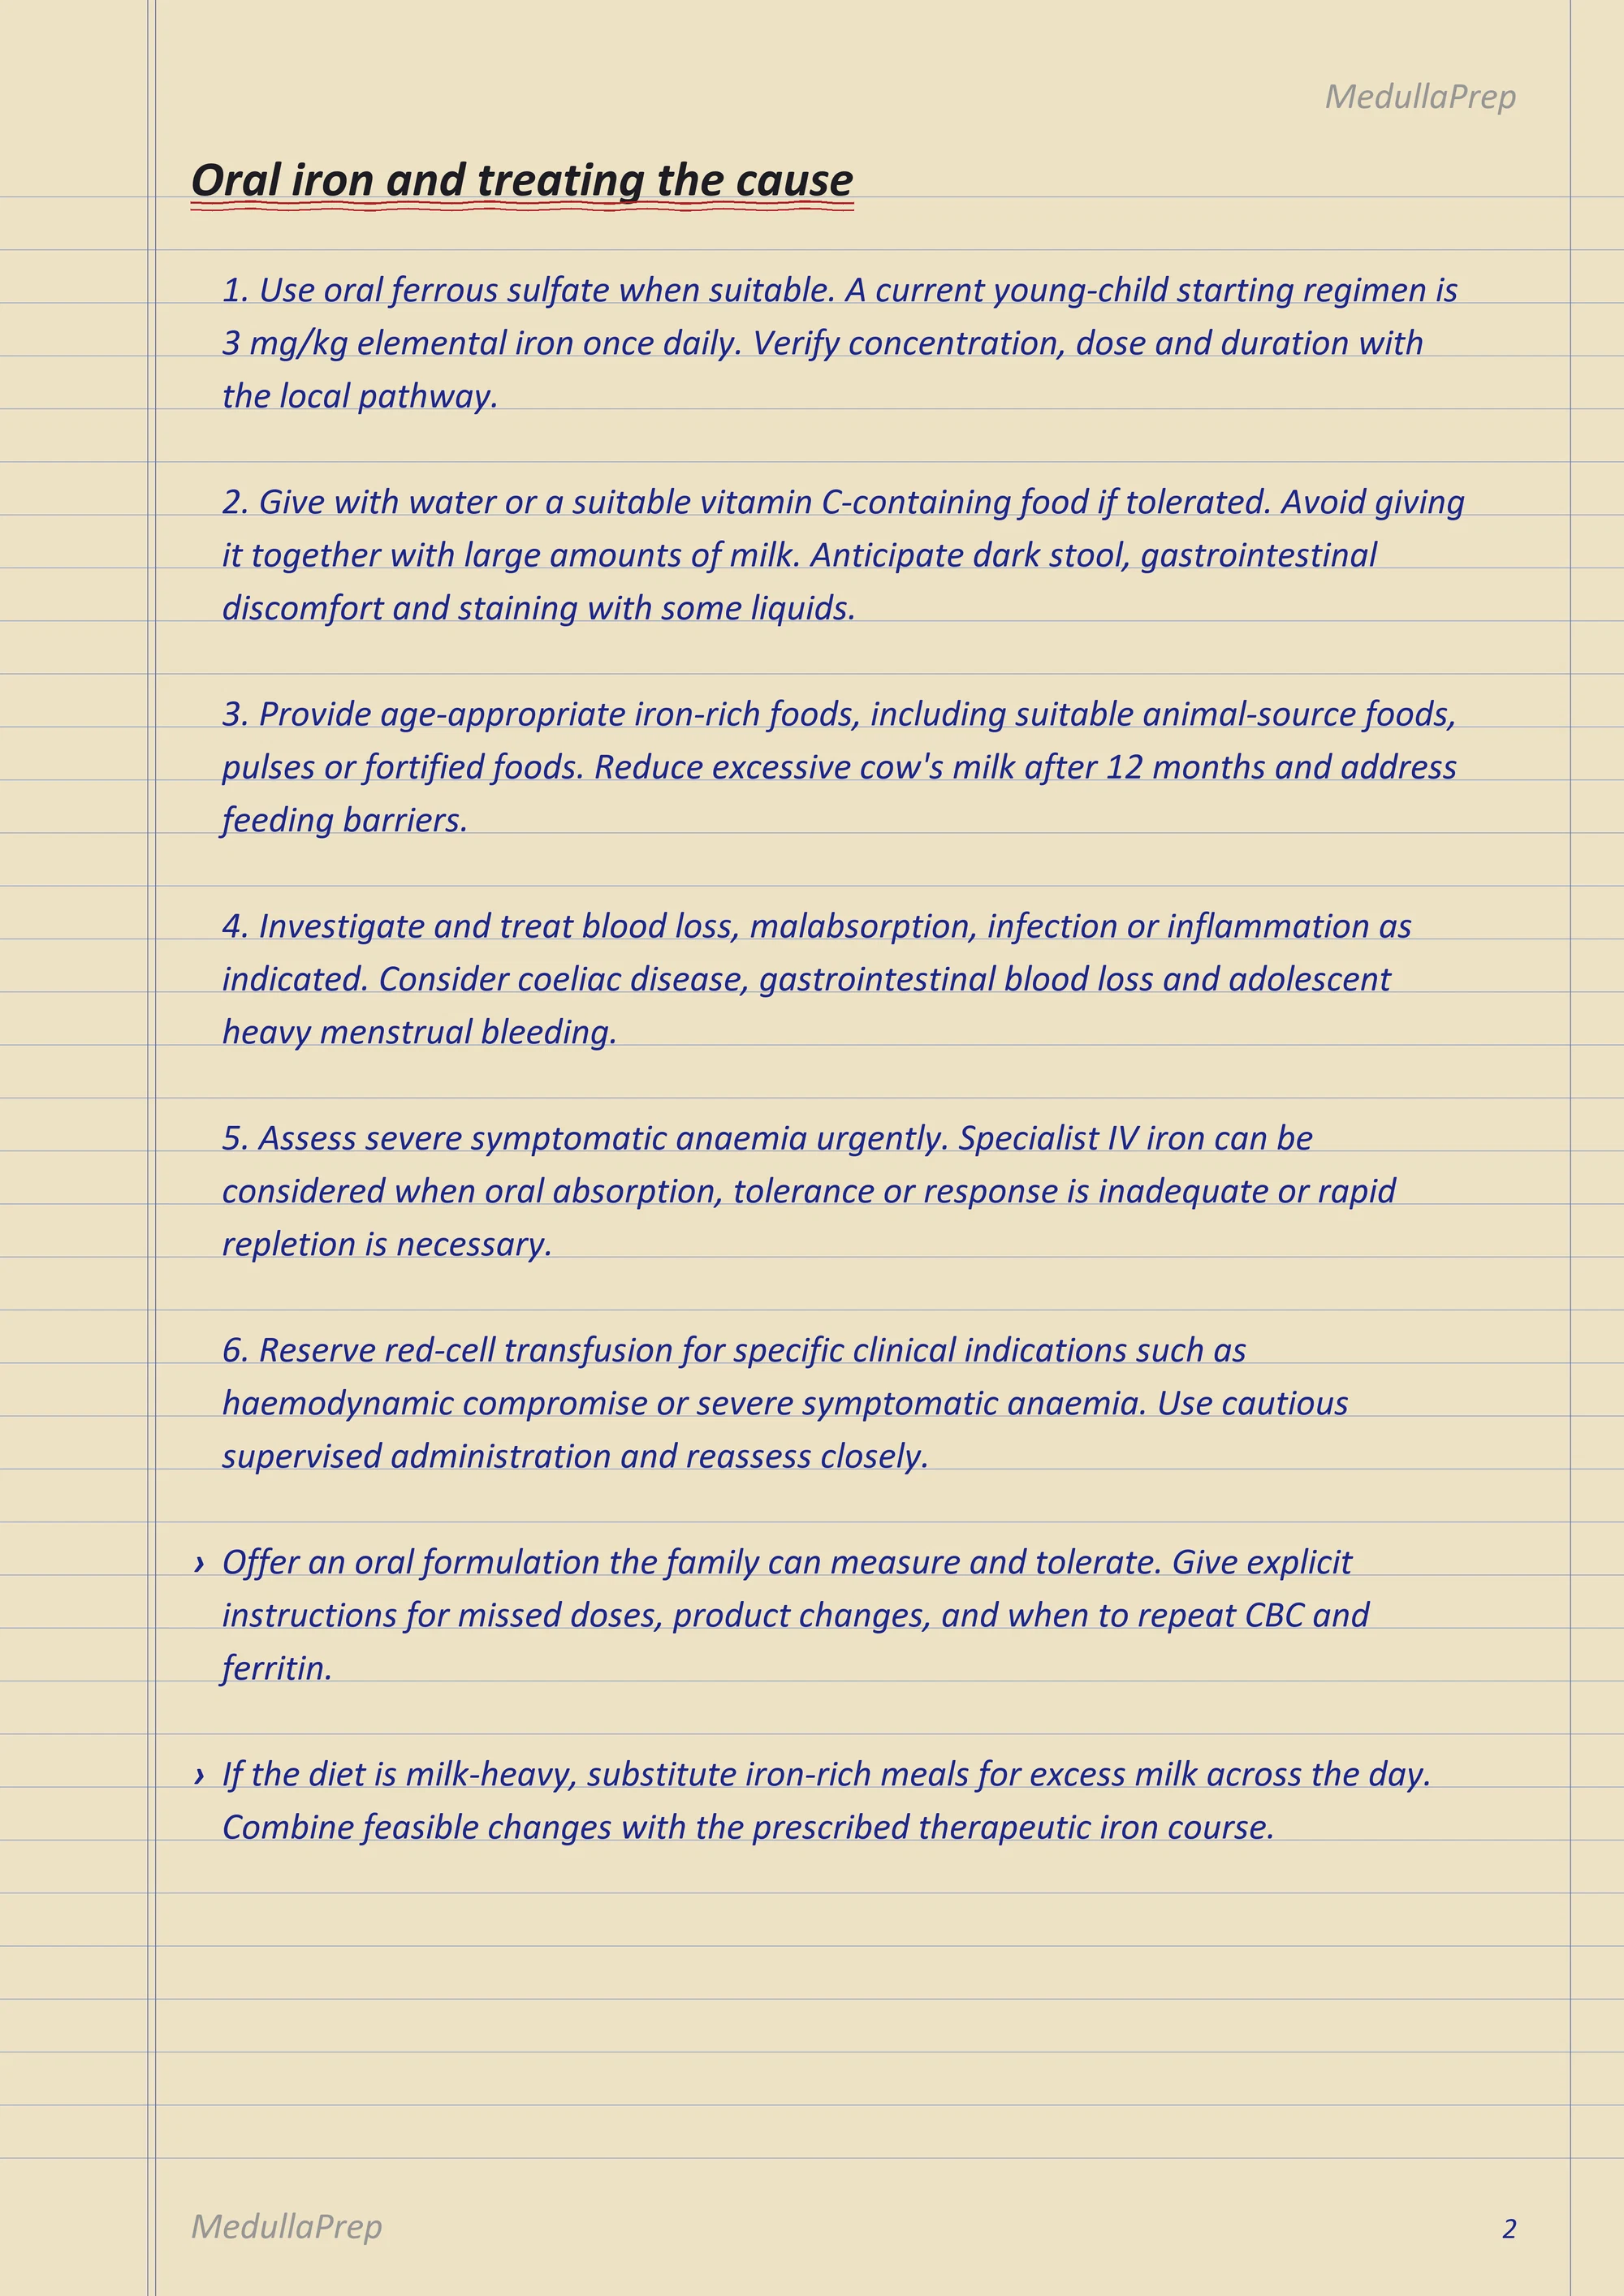 MedullaPrep
Oral iron and treating the cause
1. Use oral ferrous sulfate when suitable. A current young-child starting regimen is
3 mg/kg elemental iron once daily. Verify concentration, dose and duration with
the local pathway.
2. Give with water or a suitable vitamin C-containing food if tolerated. Avoid giving
it together with large amounts of milk. Anticipate dark stool, gastrointestinal
discomfort and staining with some liquids.
3. Provide age-appropriate iron-rich foods, including suitable animal-source foods,
pulses or fortified foods. Reduce excessive cow's milk after 12 months and address
feeding barriers.
4. Investigate and treat blood loss, malabsorption, infection or inflammation as
indicated. Consider coeliac disease, gastrointestinal blood loss and adolescent
heavy menstrual bleeding.
5. Assess severe symptomatic anaemia urgently. Specialist IV iron can be
considered when oral absorption, tolerance or response is inadequate or rapid
repletion is necessary.
6. Reserve red-cell transfusion for specific clinical indications such as
haemodynamic compromise or severe symptomatic anaemia. Use cautious
supervised administration and reassess closely.
› Offer an oral formulation the family can measure and tolerate. Give explicit
instructions for missed doses, product changes, and when to repeat CBC and
ferritin.
› If the diet is milk-heavy, substitute iron-rich meals for excess milk across the day.
Combine feasible changes with the prescribed therapeutic iron course.
MedullaPrep
2